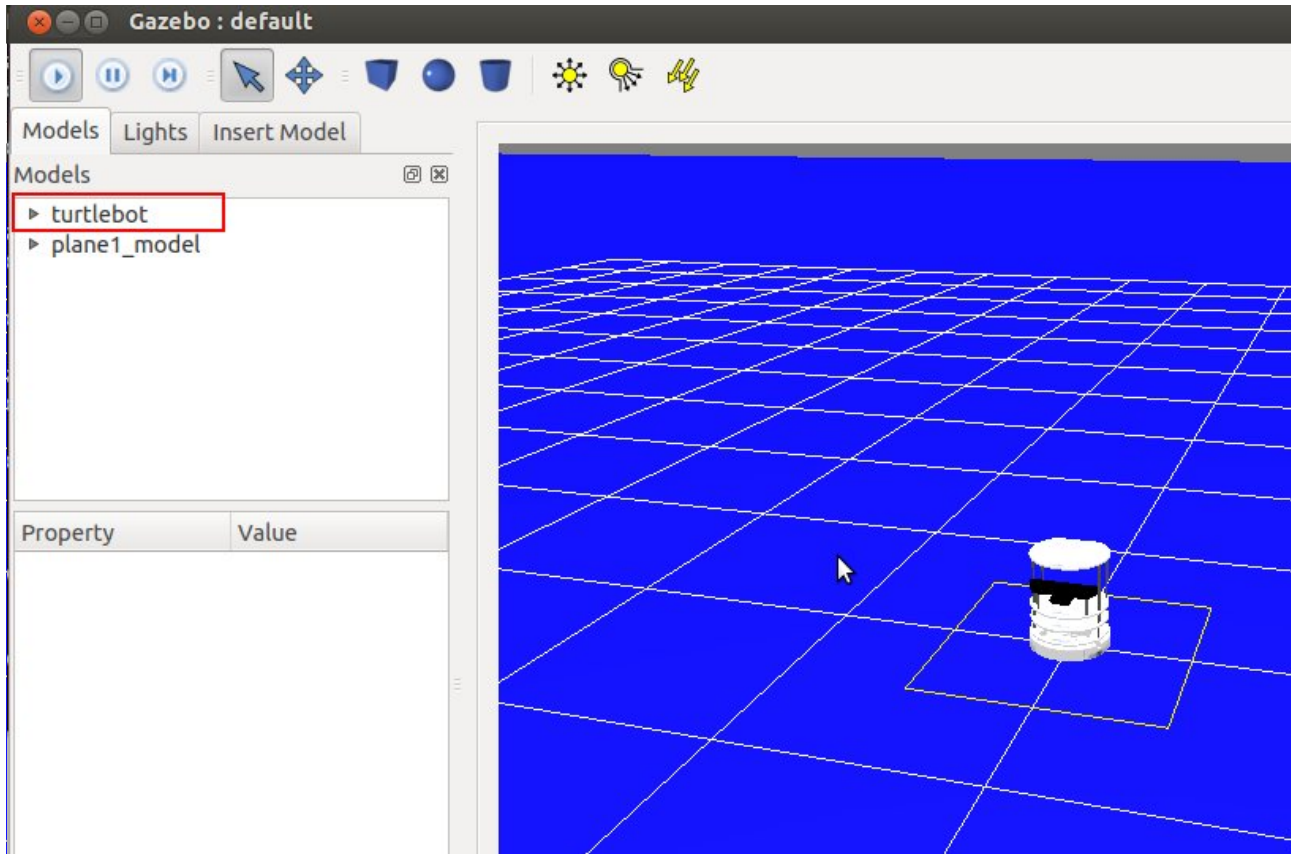 Gazebo : default
Models Lights Insert Model
Models
turtlebot
plane1_model
Property Value